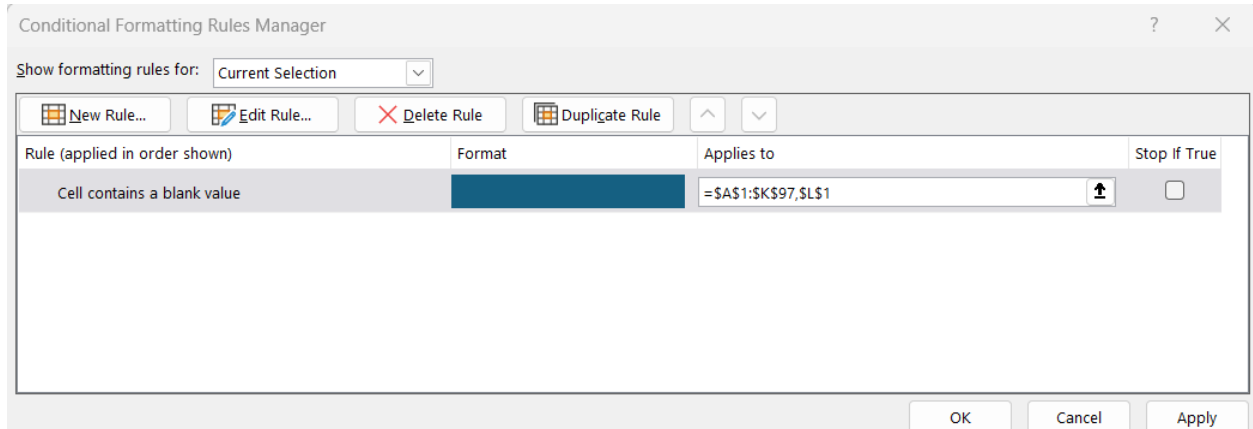 Conditional Formatting Rules Manager ?
Show formatting rules for: Current Selection
New Rule... Edit Rule... Delete Rule Duplicate Rule
Rule (applied in order shown) Format Applies to Stop If True
Cell contains a blank value =$A$1:$K$97,$L$1
OK Cancel Apply